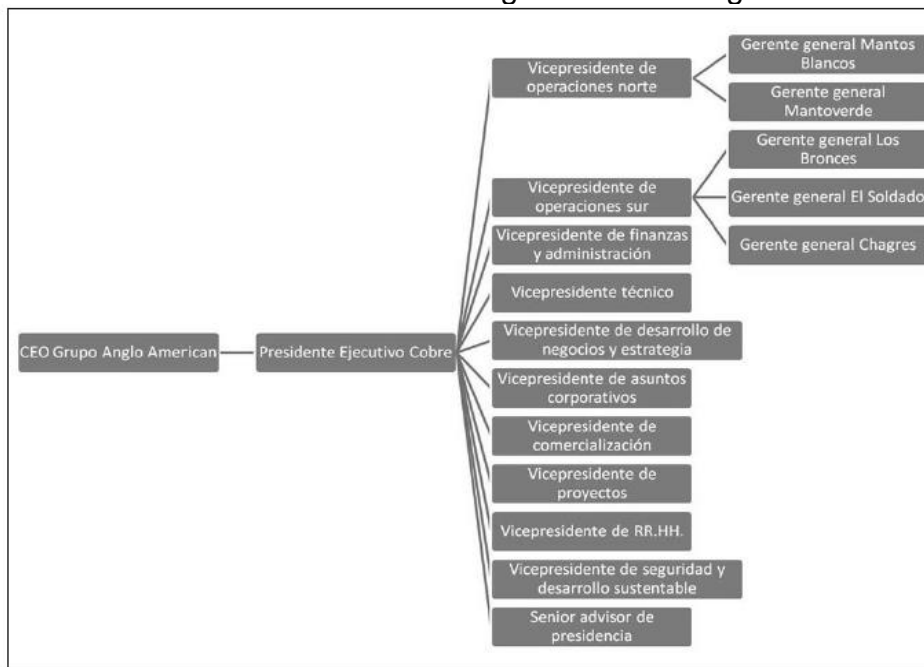 Gerente general Mantos
Blancos
Vicepresidente de
operaciones norte
Gerente general
Mantoverde
Gerente general Los
Bronces
Vicepresidente de
operaciones sur
Gerente general El Soldado
Vicepresidente de finanzas
y administración
Gerente general Chagres
Vicepresidente técnico
CEO Grupo Anglo American
Presidente Ejecutivo Cobre
Vicepresidente de desarrollo de
negocios y estrategia
Vicepresidente de asuntos
corporativos
Vicepresidente de
comercialización
Vicepresidente de
proyectos
Vicepresidente de RR.HH.
Vicepresidente de seguridad y
desarrollo sustentable
Senior advisor de
presidencia